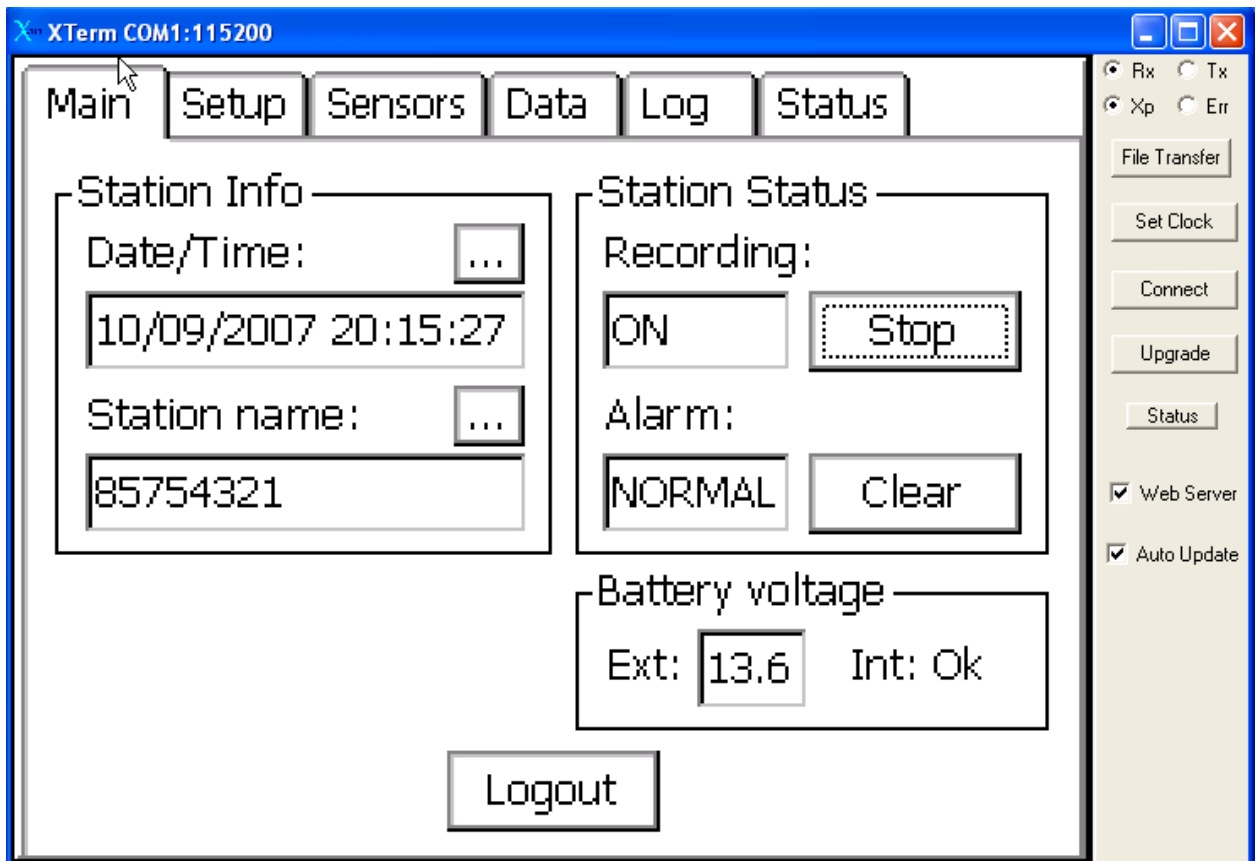 XTerm COM1:115200
Main Setup Sensors Data Log Status
Station Info
Date/Time: ...
10/09/2007 20:15:27
Station name: ...
85754321
Station Status
Recording:
ON Stop
Alarm:
NORMAL Clear
Battery voltage
Ext: 13.6 Int: Ok
Logout
Rx Tx
Xp Err
File Transfer
Set Clock
Connect
Upgrade
Status
Web Server
Auto Update